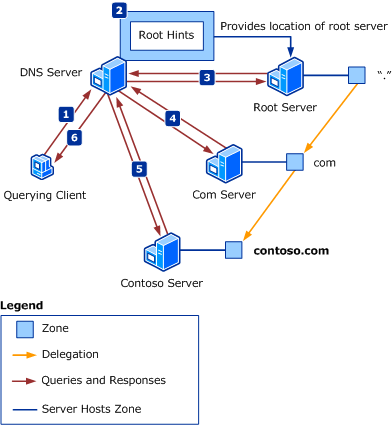 2
Root Hints
Provides location of root server
DNS Server
3
Root Server
“.”
1
4
6
5
com
Querying Client
Com Server
contoso.com
Contoso Server
Legend
Zone
Delegation
Queries and Responses
Server Hosts Zone